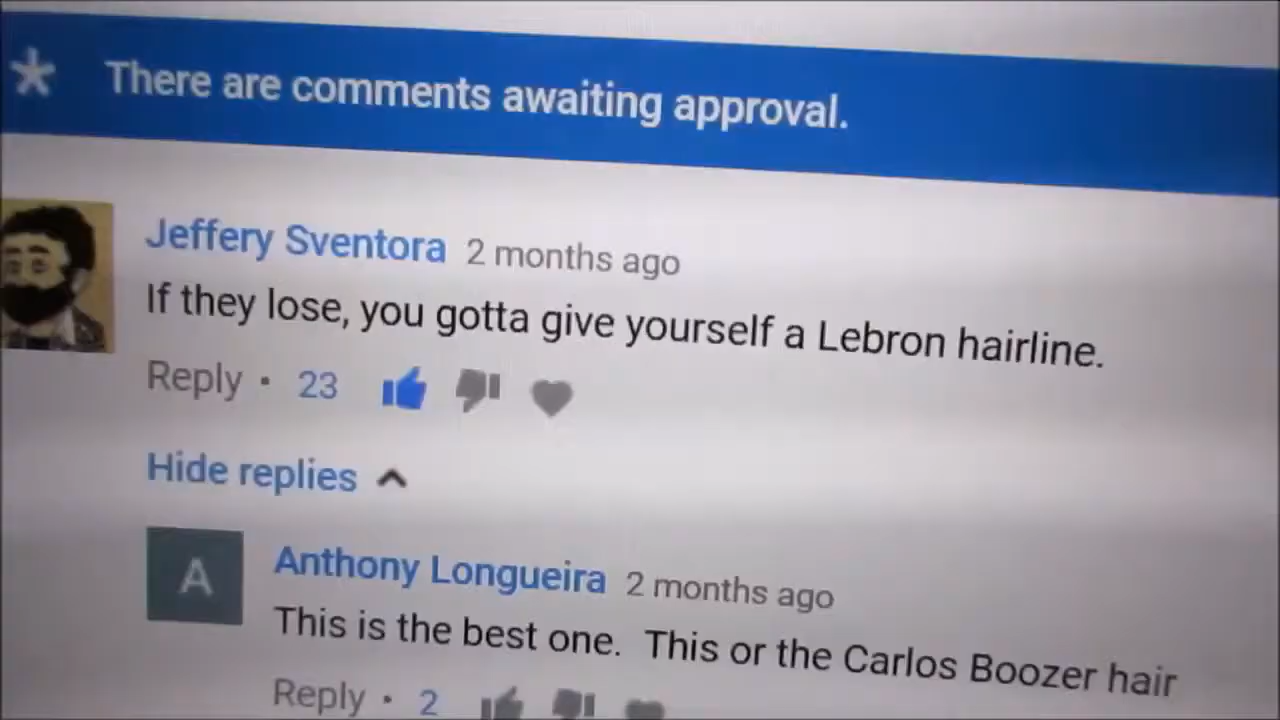 There are comments awaiting approval.
Jeffery Sventora 2 months ago
If they lose, you gotta give yourself a Lebron hairline.
Reply • 23
Hide replies
A
Anthony Longueira 2 months ago
This is the best one. This or the Carlos Boozer hair
Reply • 2